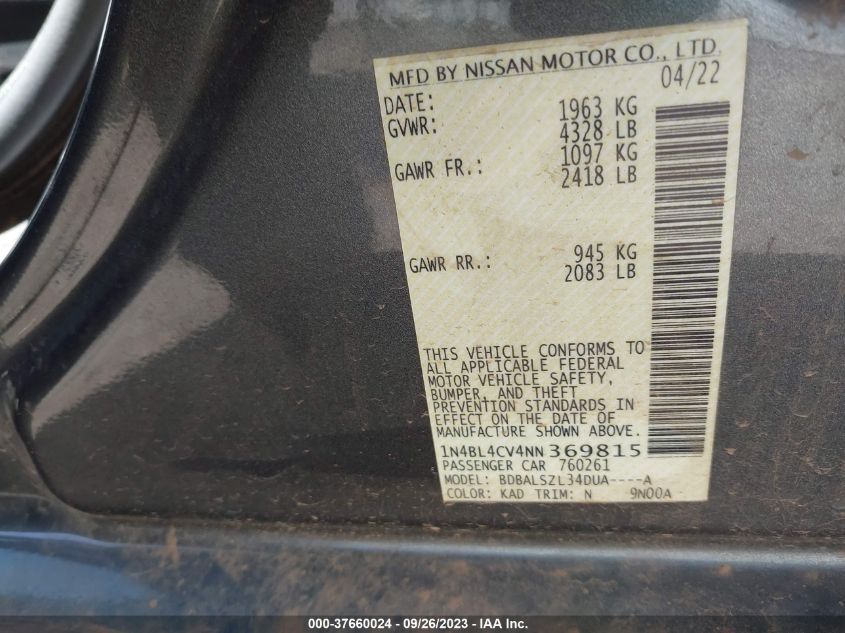 MFD BY NISSAN MOTOR CO., LTD.
DATE: 04/22
GVWR: 1963 KG
4328 LB
GAWR FR.: 1097 KG
2418 LB
GAWR RR.: 945 KG
2083 LB
THIS VEHICLE CONFORMS TO
ALL APPLICABLE FEDERAL
MOTOR VEHICLE SAFETY,
BUMPER, AND THEFT
PREVENTION STANDARDS IN
EFFECT ON THE DATE OF
MANUFACTURE SHOWN ABOVE.
1N4BL4CV4NN369815
PASSENGER CAR 760261
MODEL: BDBALSZL34DUA----A
COLOR: KAD TRIM: N 9N00A
000-37660024 - 09/26/2023 - IAA Inc.